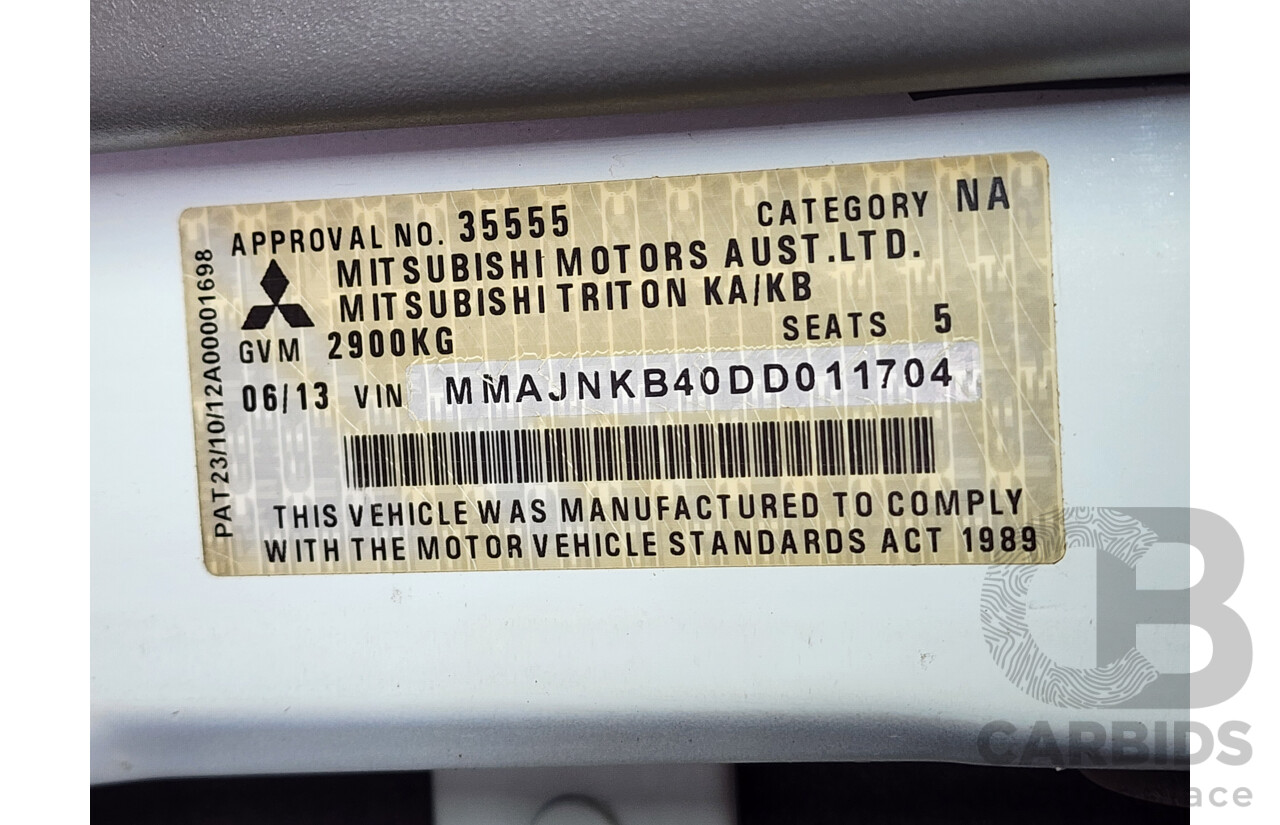 APPROVAL NO. 35555 CATEGORY NA
MITSUBISHI MOTORS AUST.LTD.
MITSUBISHI TRITON KA/KB
GVM 2900KG SEATS 5
06/13 VIN MMAJNKB40DD011704
THIS VEHICLE WAS MANUFACTURED TO COMPLY
WITH THE MOTOR VEHICLE STANDARDS ACT 1989
PAT23/10/12A00001698
CB
CARBIDS